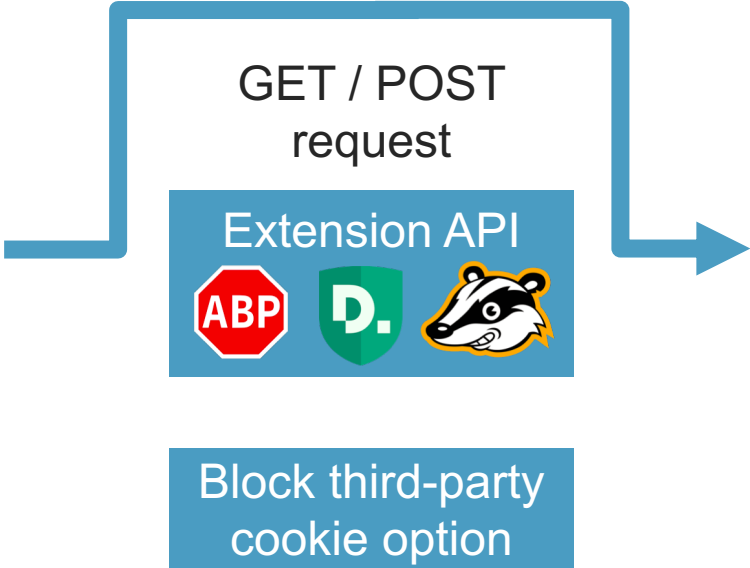 GET / POST
request
Extension API
ABP
D.
Block third-party
cookie option